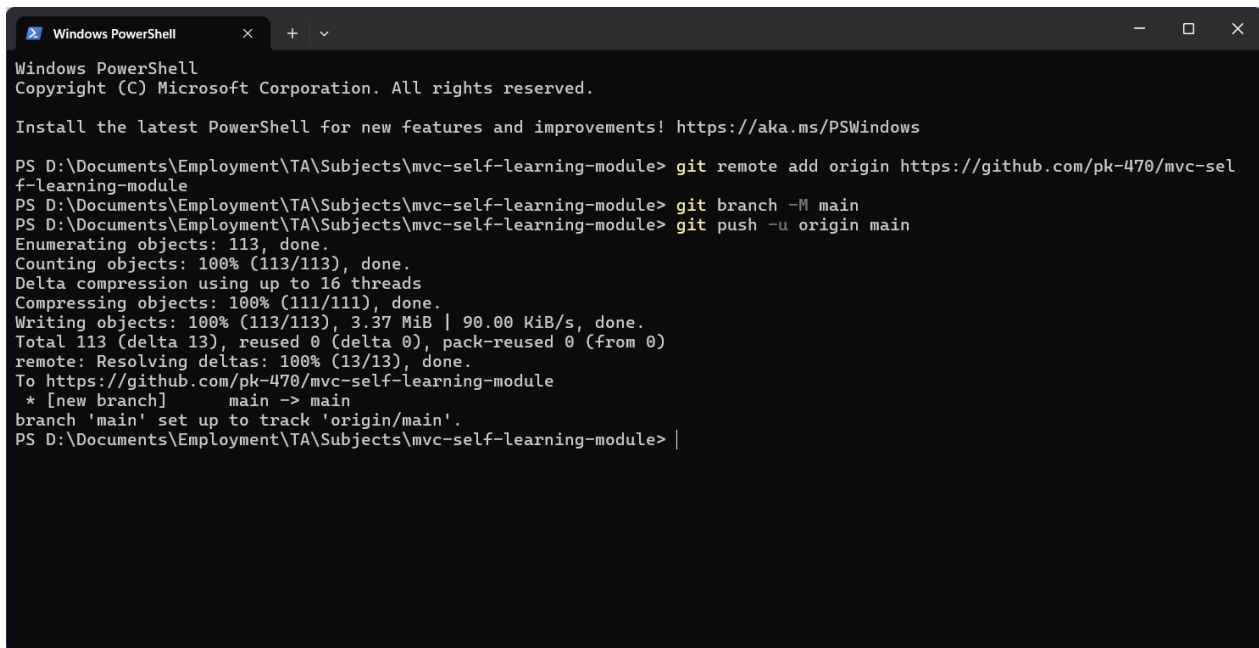 Windows PowerShell
Windows PowerShell
Copyright (C) Microsoft Corporation. All rights reserved.
Install the latest PowerShell for new features and improvements! https://aka.ms/PSWindows
PS D:\Documents\Employment\TA\Subjects\mvc-self-learning-module> git remote add origin https://github.com/pk-470/mvc-sel
f-learning-module
PS D:\Documents\Employment\TA\Subjects\mvc-self-learning-module> git branch -M main
PS D:\Documents\Employment\TA\Subjects\mvc-self-learning-module> git push -u origin main
Enumerating objects: 113, done.
Counting objects: 100% (113/113), done.
Delta compression using up to 16 threads
Compressing objects: 100% (111/111), done.
Writing objects: 100% (113/113), 3.37 MiB | 90.00 KiB/s, done.
Total 113 (delta 13), reused 0 (delta 0), pack-reused 0 (from 0)
remote: Resolving deltas: 100% (13/13), done.
To https://github.com/pk-470/mvc-self-learning-module
 * [new branch]      main -> main
branch 'main' set up to track 'origin/main'.
PS D:\Documents\Employment\TA\Subjects\mvc-self-learning-module>